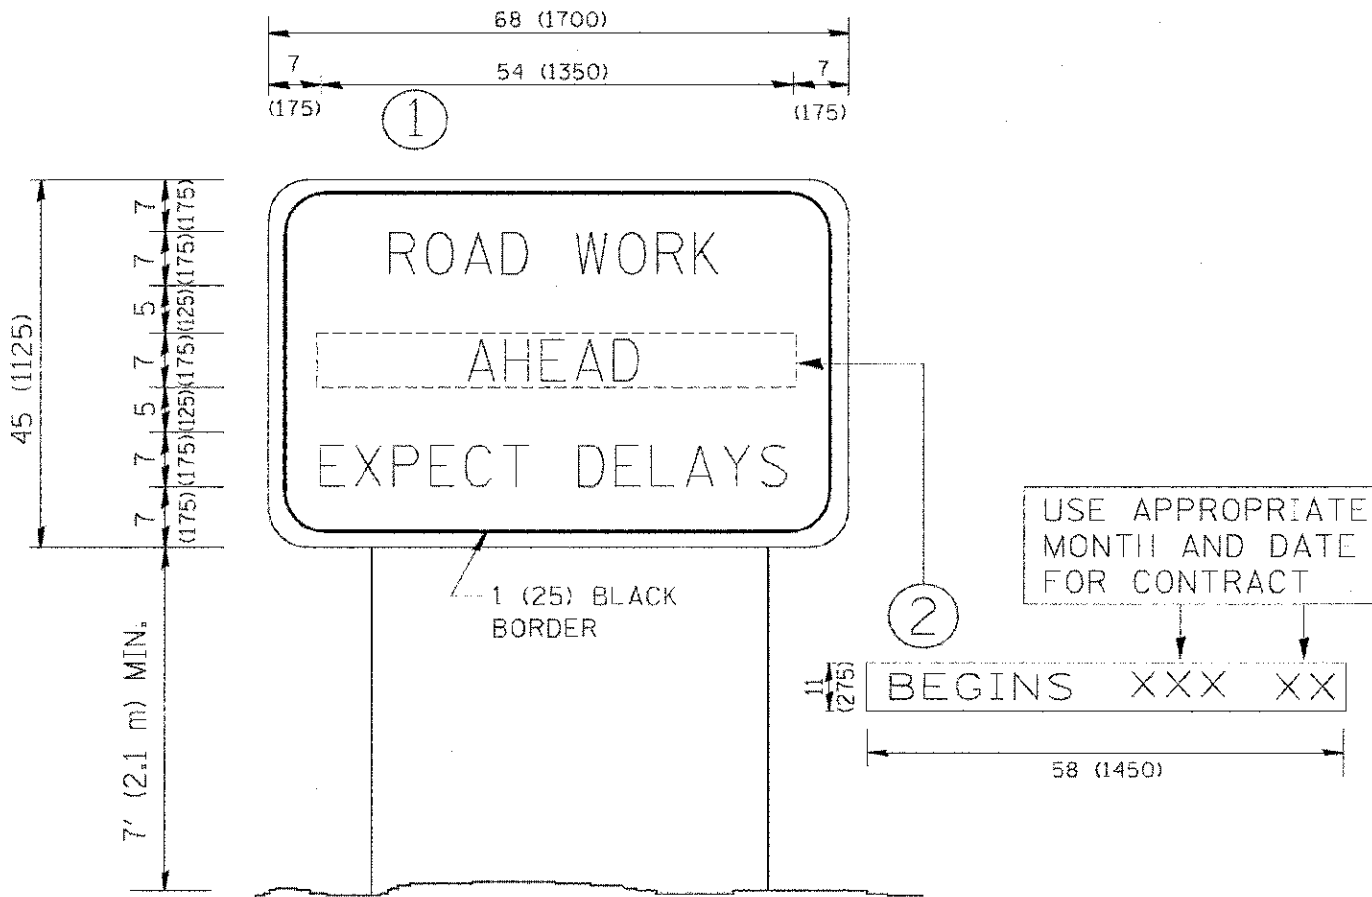 68 (1700)
7
54 (1350)
7
(175)
(175)
1
45 (1125)
7
(175)
7
(175)
5
(125)
7
(175)
5
(125)
7
(175)
7
(175)
ROAD WORK
AHEAD
EXPECT DELAYS
1 (25) BLACK
BORDER
7' (2.1 m) MIN.
2
USE APPROPRIATE
MONTH AND DATE
FOR CONTRACT
11
(275)
BEGINS XXX XX
58 (1450)